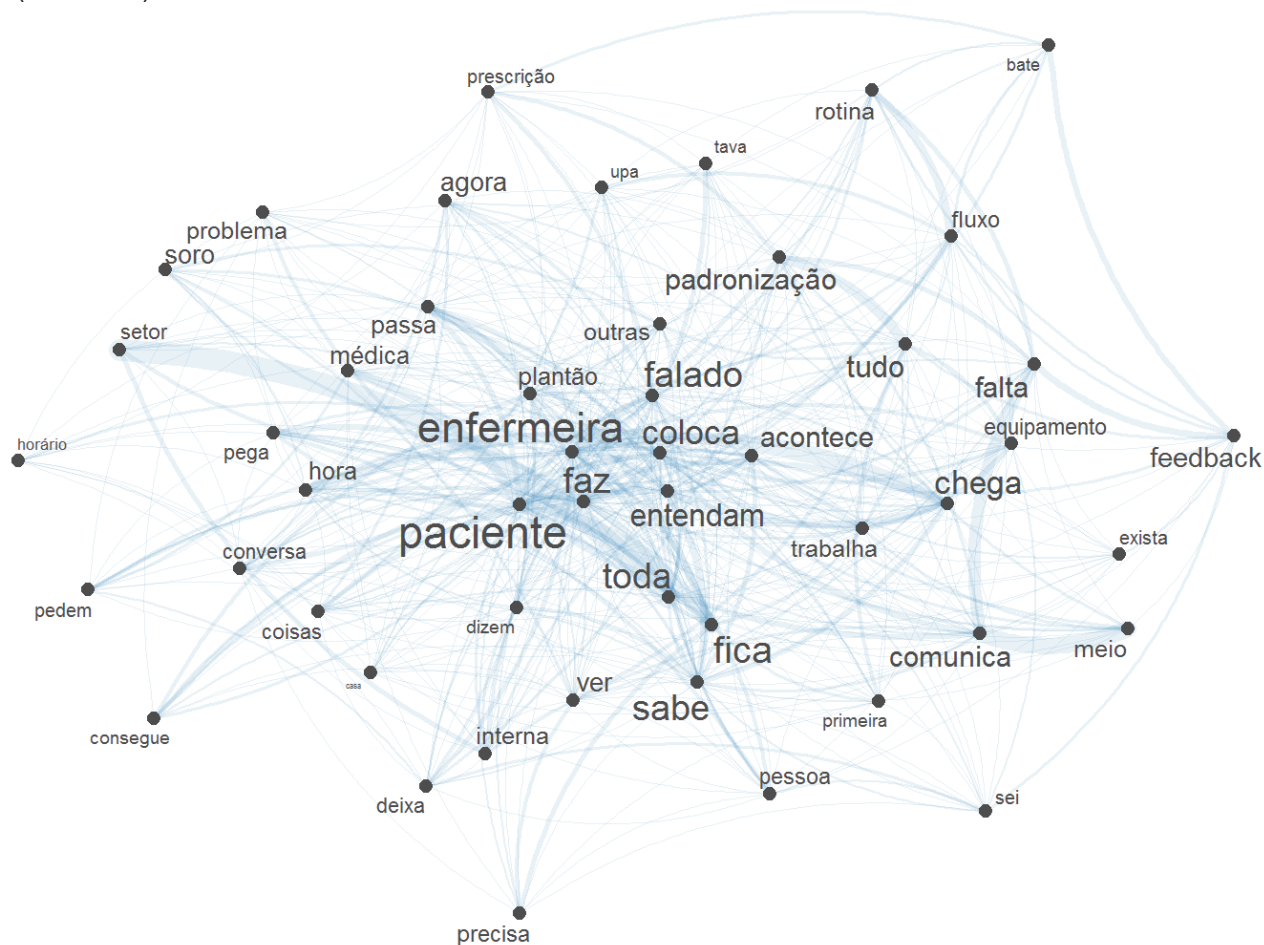 bate
prescrição
rotina
tava
upa
agora
fluxo
problema
soro
padronização
passa
outras
setor
médica
plantão
falado
tudo
falta
enfermeira
coloca
acontece
equipamento
horário
pega
hora
faz
chega
feedback
paciente
entendam
trabalha
exista
conversa
toda
pedem
coisas
dizem
fica
comunica
meio
casa
ver
sabe
primeira
consegue
interna
pessoa
sei
deixa
precisa